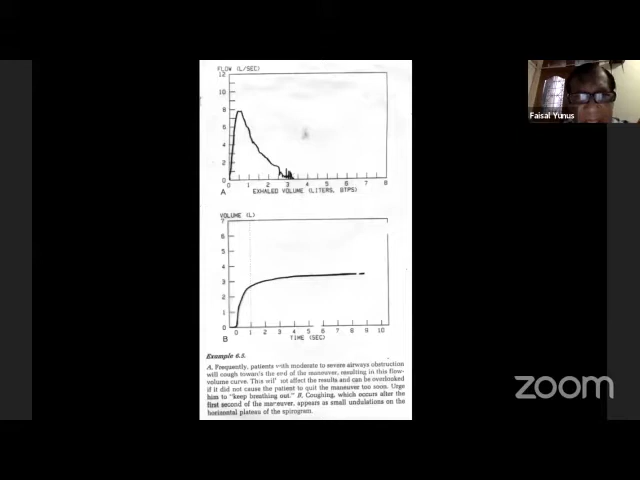 FLOW (L/SEC)
12
10
8
6
4
2
0
0 1 2 3 4 5 6 7 8
A EXHALED VOLUME (LITERS, BTPS)
VOLUME (L)
7
6
5
4
3
2
1
0
0 1 2 3 4 5 6 7 8 9 10
B TIME (SEC)
Example 6.5.
A. Frequently, patients with moderate to severe airways obstruction
will cough towards the end of the maneuver, resulting in this flow-
volume curve. This will not affect the results and can be overlooked
if it did not cause the patient to quit the maneuver too soon. Urge
him to "keep breathing out." B. Coughing, which occurs after the
first second of the maneuver, appears as small undulations on the
horizontal plateau of the spirogram.
Faisal Yunus
zoom